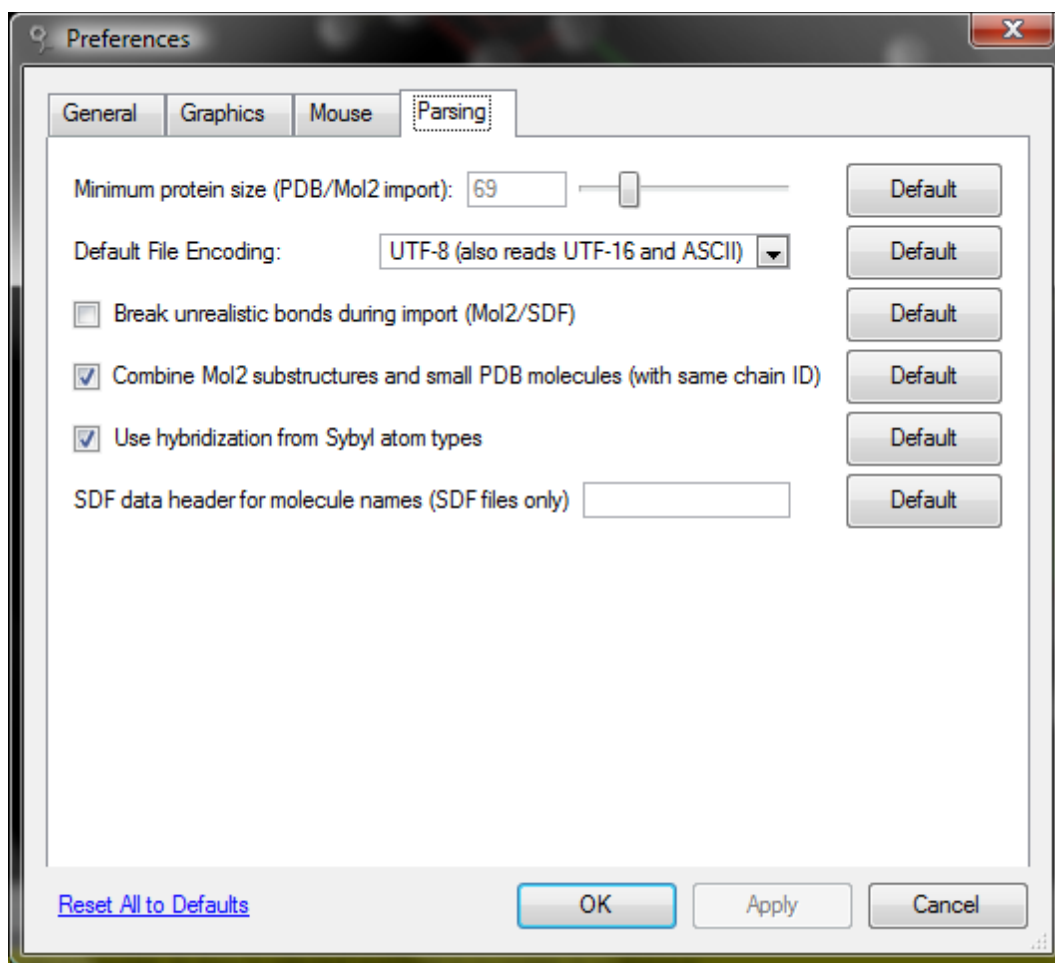 Preferences
General Graphics Mouse Parsing
Minimum protein size (PDB/Mol2 import): 69 Default
Default File Encoding: UTF-8 (also reads UTF-16 and ASCII) Default
Break unrealistic bonds during import (Mol2/SDF) Default
Combine Mol2 substructures and small PDB molecules (with same chain ID) Default
Use hybridization from Sybyl atom types Default
SDF data header for molecule names (SDF files only) Default
Reset All to Defaults OK Apply Cancel